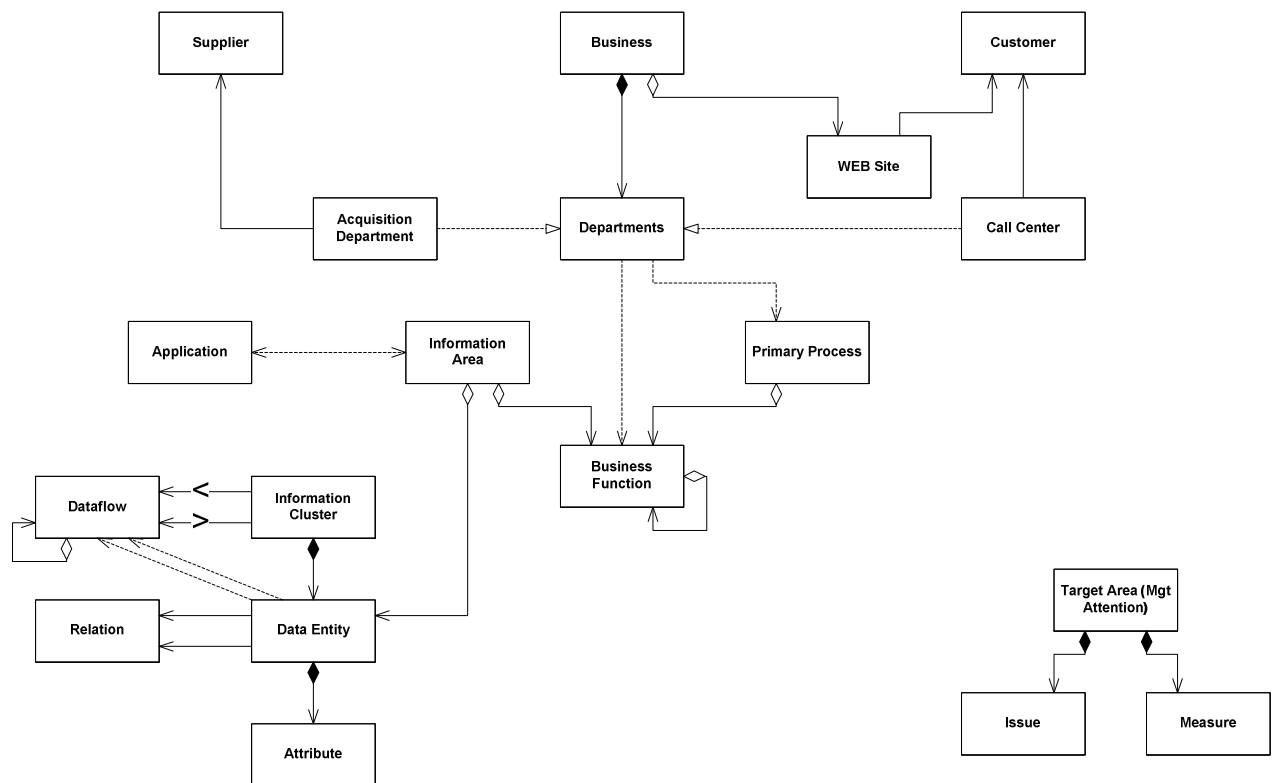 Supplier
Business
Customer
WEB Site
Acquisition
Department
Departments
Call Center
Application
Information
Area
Primary Process
Business
Function
Dataflow
<
>
Information
Cluster
Relation
Data Entity
Target Area (Mgt
Attention)
Attribute
Issue
Measure